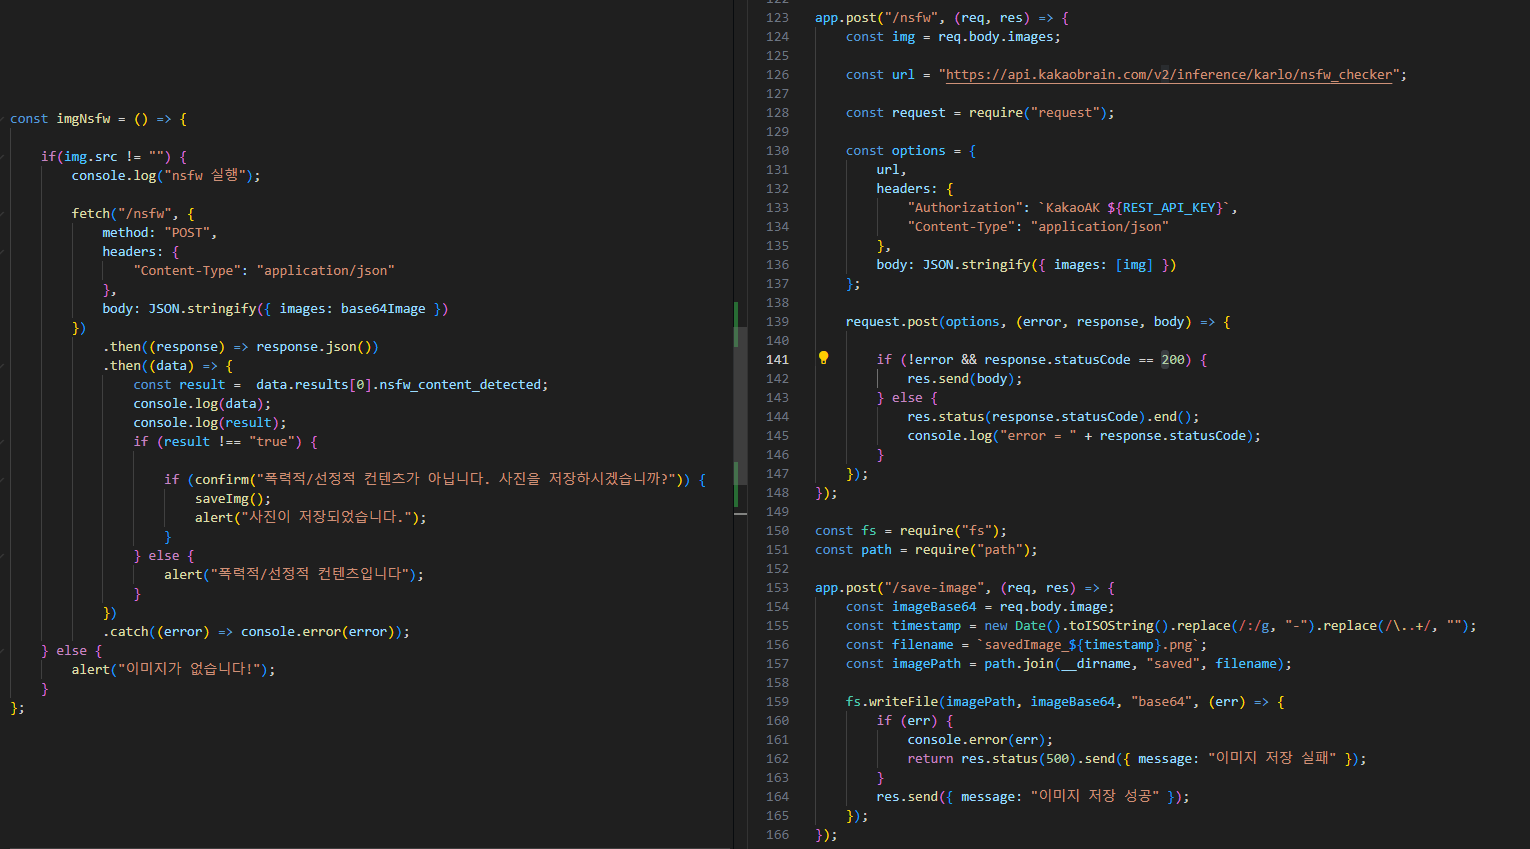 const imgNsfw = () => {
if(img.src != "") {
console.log("nsfw 실행");
fetch("/nsfw", {
method: "POST",
headers: {
"Content-Type": "application/json"
},
body: JSON.stringify({ images: base64Image })
})
.then((response) => response.json())
.then((data) => {
const result =  data.results[0].nsfw_content_detected;
console.log(data);
console.log(result);
if (result !== "true") {
if (confirm("폭력적/선정적 컨텐츠가 아닙니다. 사진을 저장하시겠습니까?")) {
saveImg();
alert("사진이 저장되었습니다.");
}
} else {
alert("폭력적/선정적 컨텐츠입니다");
}
})
.catch((error) => console.error(error));
} else {
alert("이미지가 없습니다!");
}
};
122
123 app.post("/nsfw", (req, res) => {
124 const img = req.body.images;
125
126 const url = "https://api.kakaobrain.com/v2/inference/karlo/nsfw_checker";
127
128 const request = require("request");
129
130 const options = {
131 url,
132 headers: {
133 "Authorization": `KakaoAK ${REST_API_KEY}`,
134 "Content-Type": "application/json"
135 },
136 body: JSON.stringify({ images: [img] })
137 };
138
139 request.post(options, (error, response, body) => {
140
141 if (!error && response.statusCode == 200) {
142 res.send(body);
143 } else {
144 res.status(response.statusCode).end();
145 console.log("error = " + response.statusCode);
146 }
147 });
148 });
149
150 const fs = require("fs");
151 const path = require("path");
152
153 app.post("/save-image", (req, res) => {
154 const imageBase64 = req.body.image;
155 const timestamp = new Date().toISOString().replace(/:/g, "-").replace(/\..+/, "");
156 const filename = `savedImage_${timestamp}.png`;
157 const imagePath = path.join(__dirname, "saved", filename);
158
159 fs.writeFile(imagePath, imageBase64, "base64", (err) => {
160 if (err) {
161 console.error(err);
162 return res.status(500).send({ message: "이미지 저장 실패" });
163 }
164 res.send({ message: "이미지 저장 성공" });
165 });
166 });